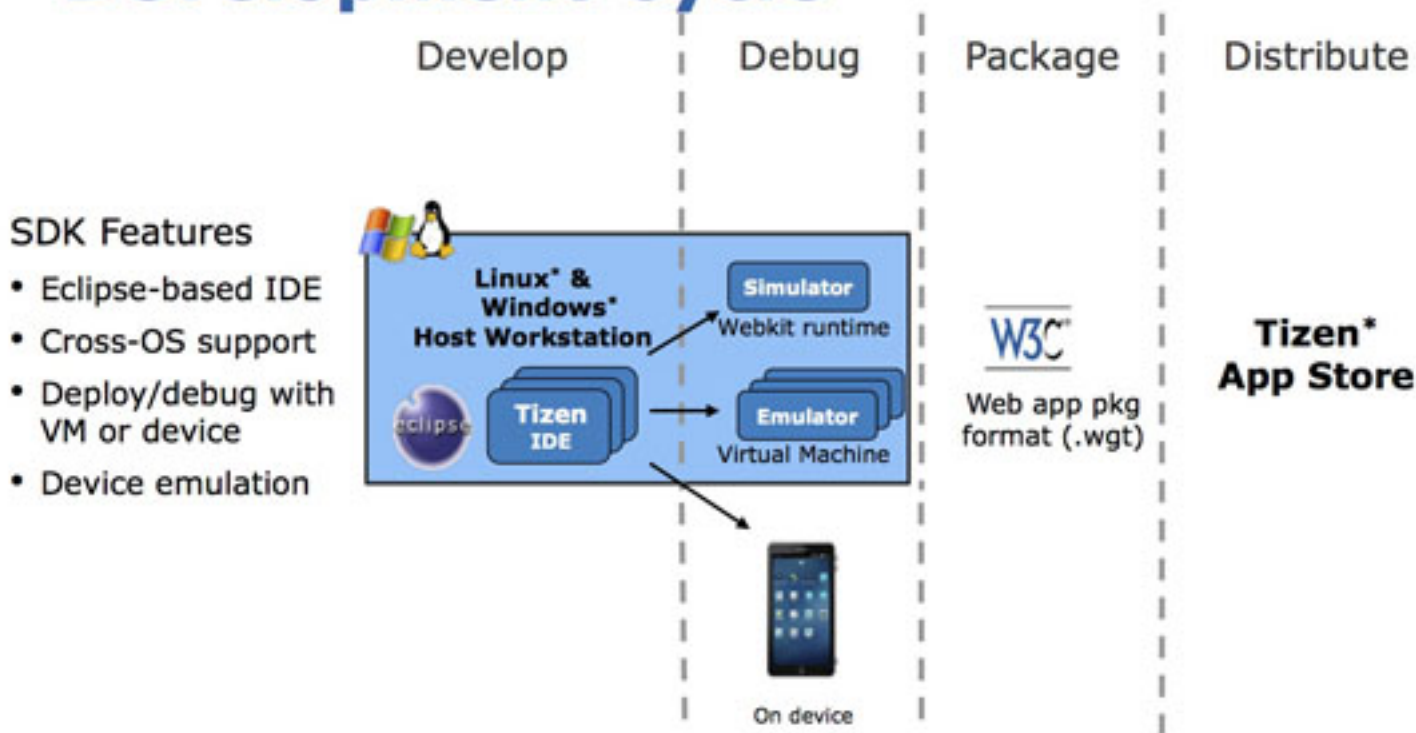 Develop
Debug
Package
Distribute
SDK Features
• Eclipse-based IDE
• Cross-OS support
• Deploy/debug with
VM or device
• Device emulation
Linux* &
Windows*
Host Workstation
eclipse
Tizen
IDE
Simulator
Webkit runtime
Emulator
Virtual Machine
On device
W3C
Web app pkg
format (.wgt)
Tizen*
App Store